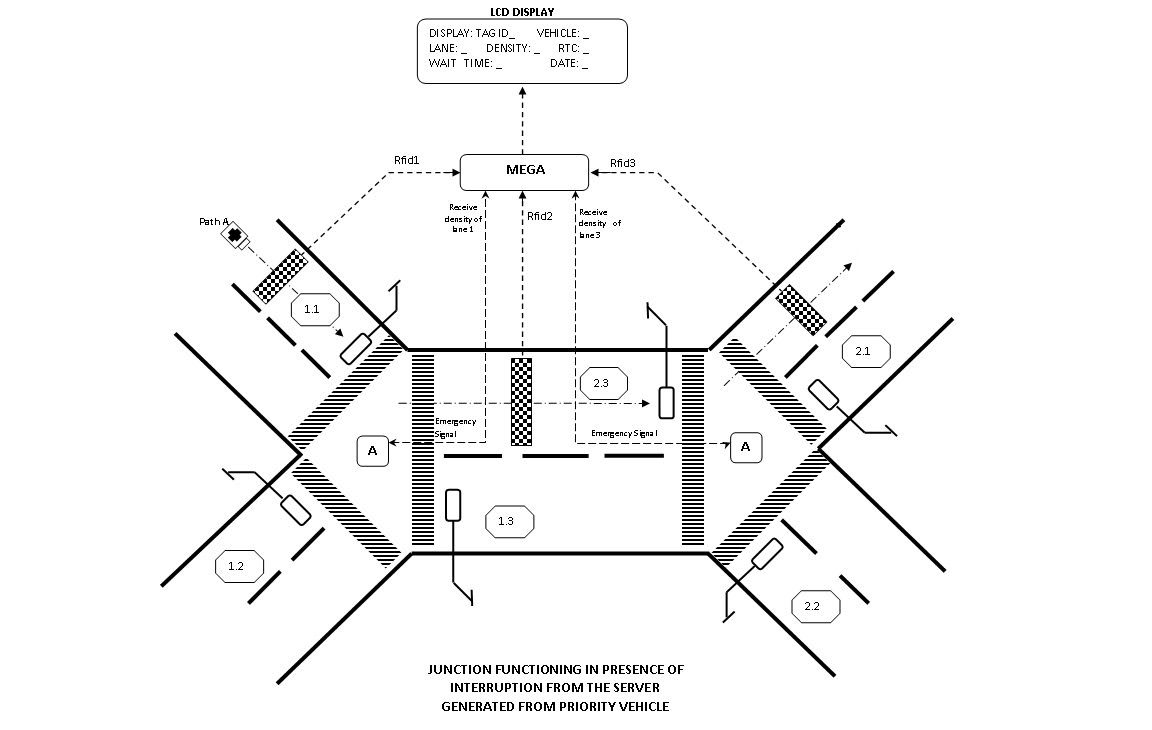 LCD DISPLAY
DISPLAY: TAG ID_ VEHICLE: _
LANE: _ DENSITY: _ RTC: _
WAIT TIME: _ DATE: _
MEGA
Rfid1
Rfid3
Rfid2
Receive
density of
lane 1
Receive
density of
lane 3
Path A
1.1
2.1
2.3
Emergency
Signal
Emergency Signal
A
A
1.3
1.2
2.2
JUNCTION FUNCTIONING IN PRESENCE OF
INTERRUPTION FROM THE SERVER
GENERATED FROM PRIORITY VEHICLE